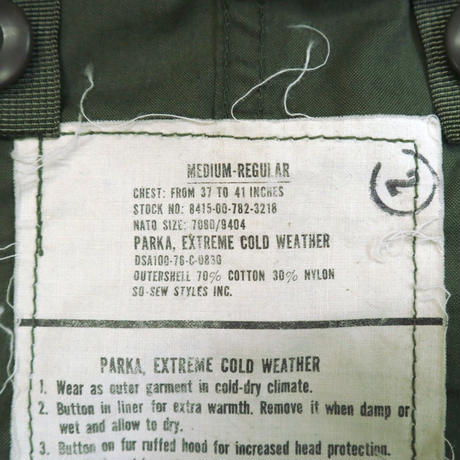 MEDIUM-REGULAR
CHEST: FROM 37 TO 41 INCHES
STOCK NO: 8415-00-782-3218
NATO SIZE: 7080/9404
PARKA, EXTREME COLD WEATHER
DSA100-76-C-0830
OUTERSHELL 70% COTTON 30% NYLON
SO-SEW STYLES INC.
2
PARKA, EXTREME COLD WEATHER
1. Wear as outer garment in cold-dry climate.
2. Button in liner for extra warmth. Remove it when damp or
wet and allow to dry.
3. Button on fur ruffed hood for increased head protection.